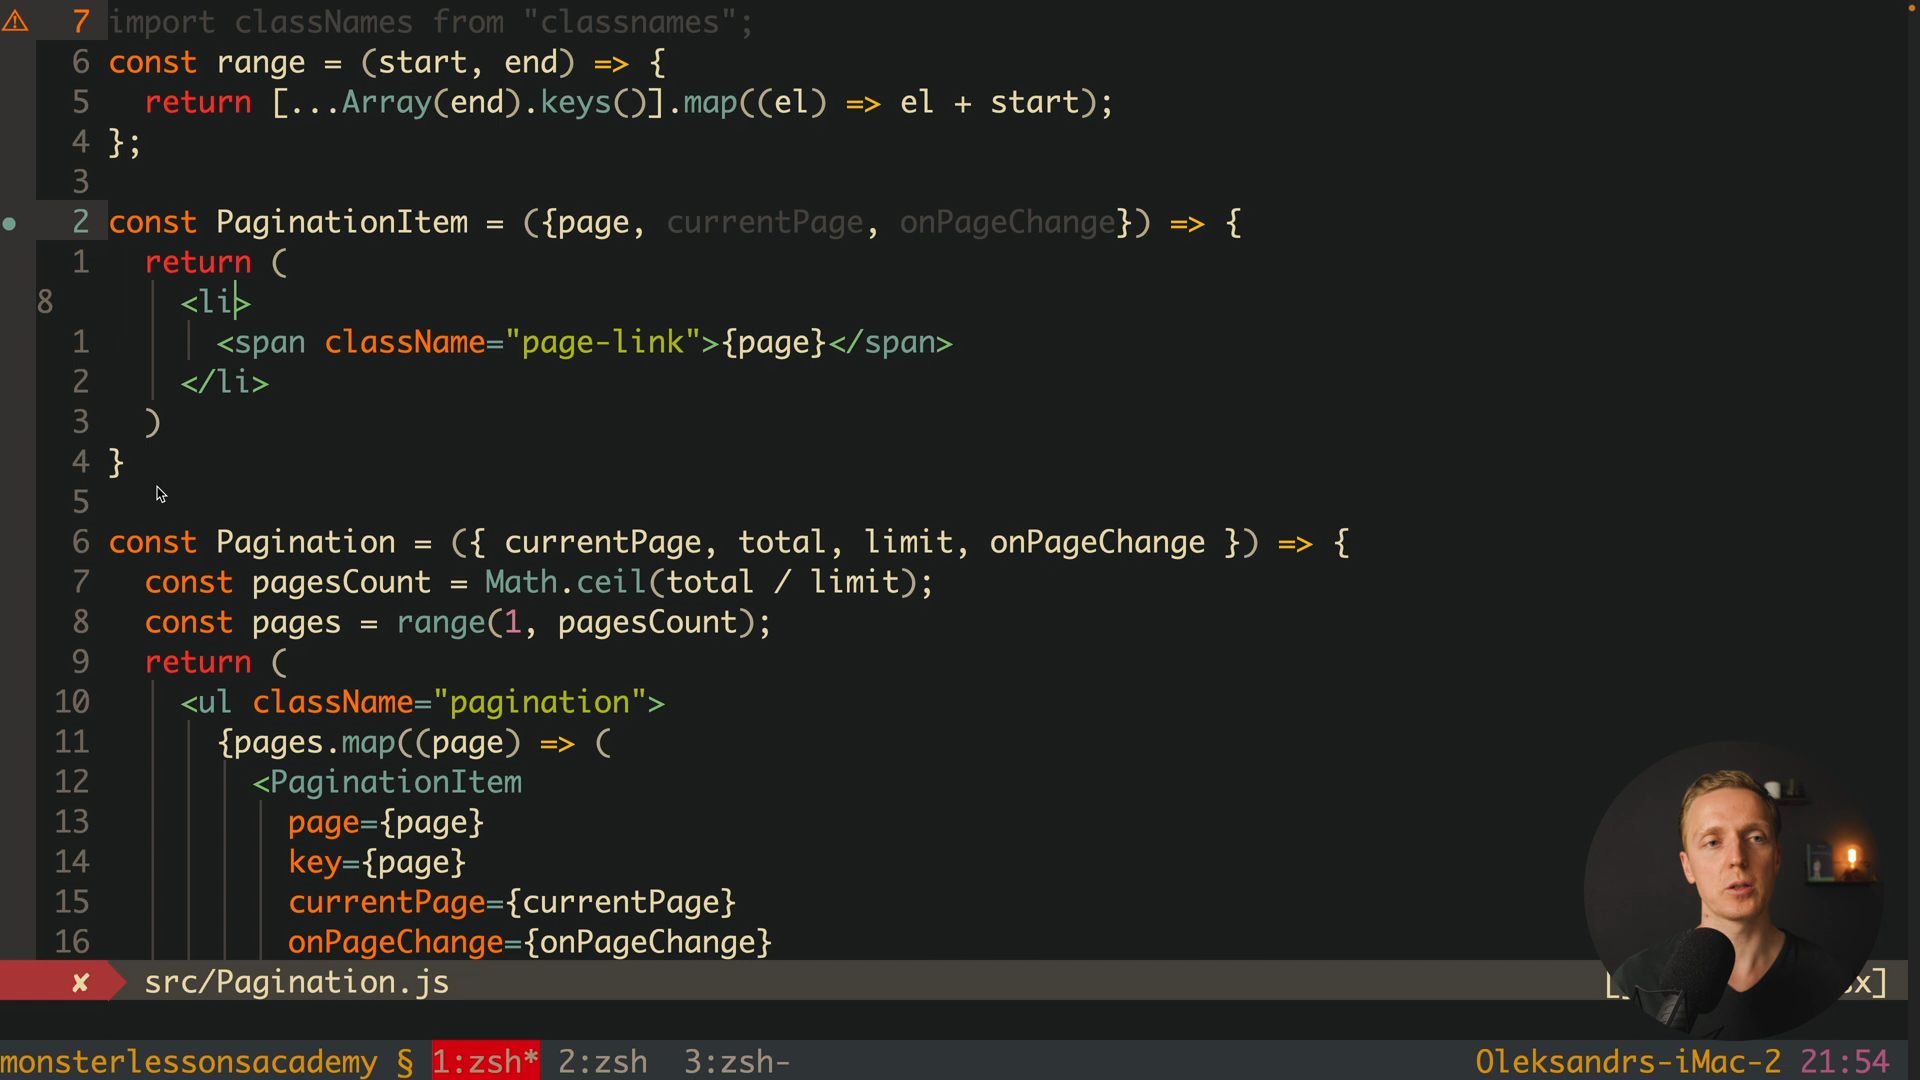 7 import classNames from "classnames";
6 const range = (start, end) => {
5 return [...Array(end).keys()].map((el) => el + start);
4 };
3
2 const PaginationItem = ({page, currentPage, onPageChange}) => {
1 return (
8 <li>
1 <span className="page-link">{page}</span>
2 </li>
3 )
4 }
5
6 const Pagination = ({ currentPage, total, limit, onPageChange }) => {
7 const pagesCount = Math.ceil(total / limit);
8 const pages = range(1, pagesCount);
9 return (
10 <ul className="pagination">
11 {pages.map((page) => (
12 <PaginationItem
13 page={page}
14 key={page}
15 currentPage={currentPage}
16 onPageChange={onPageChange}
✘ src/Pagination.js
monsterlessonsacademy § 1:zsh* 2:zsh 3:zsh- Oleksandrs-iMac-2 21:54